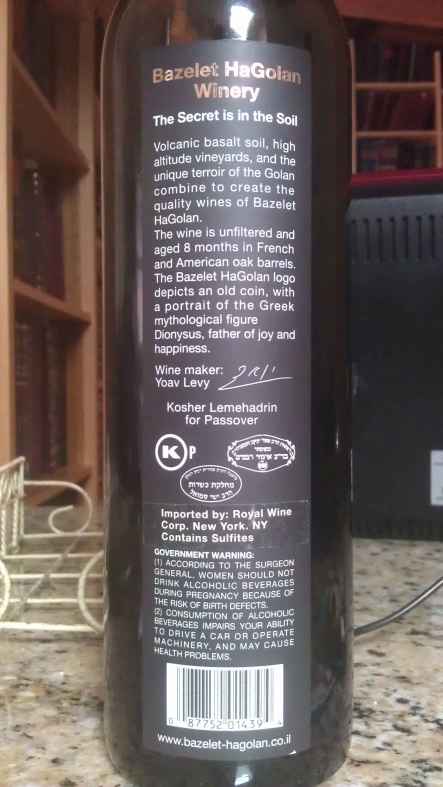 Bazelet HaGolan
Winery
The Secret is in the Soil
Volcanic basalt soil, high
altitude vineyards, and the
unique terroir of the Golan
combine to create the
quality wines of Bazelet
HaGolan.
The wine is unfiltered and
aged 8 months in French
and American oak barrels.
The Bazelet HaGolan logo
depicts an old coin, with
a portrait of the Greek
mythological figure
Dionysus, father of joy and
happiness.
Wine maker:
Yoav Levy
Kosher Lemehadrin
for Passover
K P
מחלקת כשרות
Imported by: Royal Wine
Corp. New York. NY
Contains Sulfites
GOVERNMENT WARNING:
(1) ACCORDING TO THE SURGEON
GENERAL, WOMEN SHOULD NOT
DRINK ALCOHOLIC BEVERAGES
DURING PREGNANCY BECAUSE OF
THE RISK OF BIRTH DEFECTS.
(2) CONSUMPTION OF ALCOHOLIC
BEVERAGES IMPAIRS YOUR ABILITY
TO DRIVE A CAR OR OPERATE
MACHINERY, AND MAY CAUSE
HEALTH PROBLEMS.
0 87752 01439 4
www.bazelet-hagolan.co.il